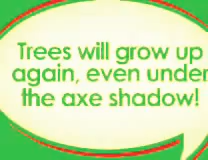 Trees will grow up
again, even under
the axe shadow!